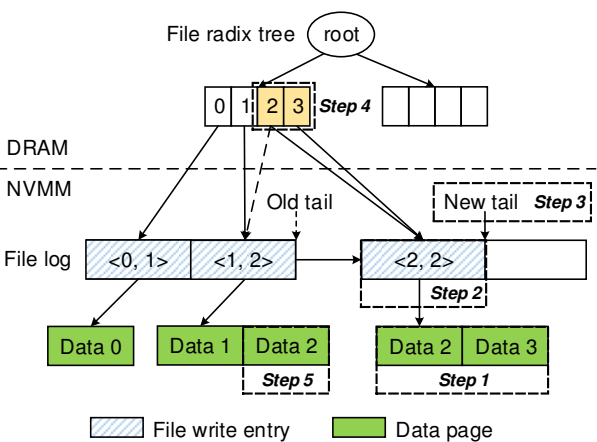 File radix tree root
0 1 2 3 Step 4
DRAM
NVMM
Old tail New tail Step 3
File log <0, 1> <1, 2> <2, 2>
Step 2
Data 0 Data 1 Data 2 Data 2 Data 3
Step 5 Step 1
File write entry Data page